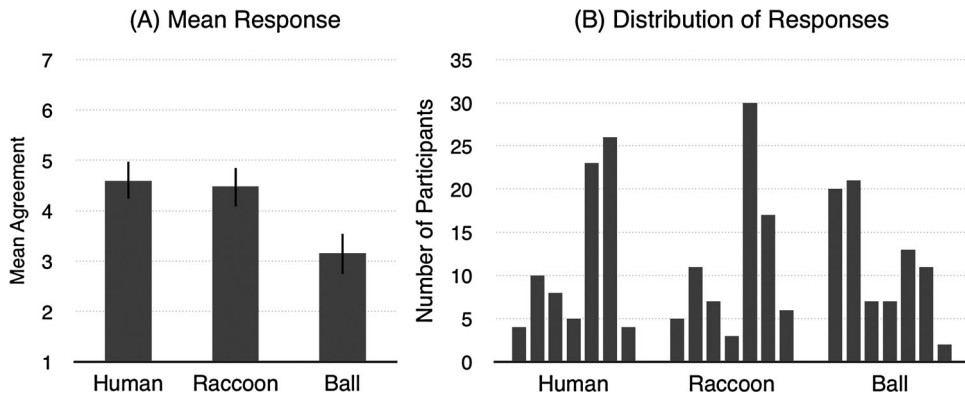 (A) Mean Response
Mean Agreement
7
6
5
4
3
2
1
Human Raccoon Ball
(B) Distribution of Responses
Number of Participants
35
30
25
20
15
10
5
0
Human Raccoon Ball